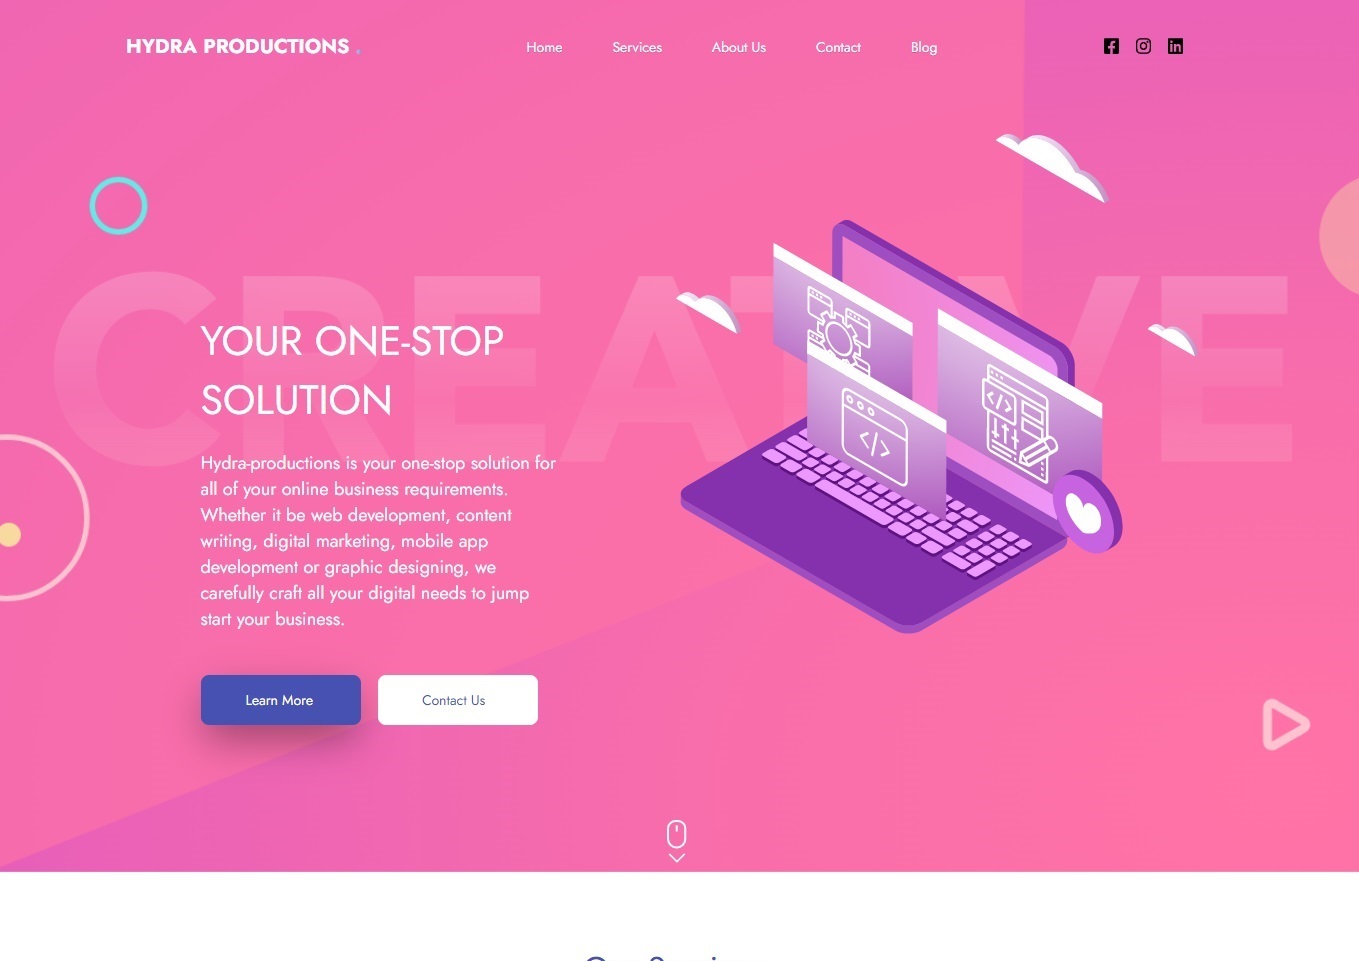 HYDRA PRODUCTIONS .
Home Services About Us Contact Blog
CREATIVE
YOUR ONE-STOP
SOLUTION
Hydra-productions is your one-stop solution for
all of your online business requirements.
Whether it be web development, content
writing, digital marketing, mobile app
development or graphic designing, we
carefully craft all your digital needs to jump
start your business.
Learn More Contact Us